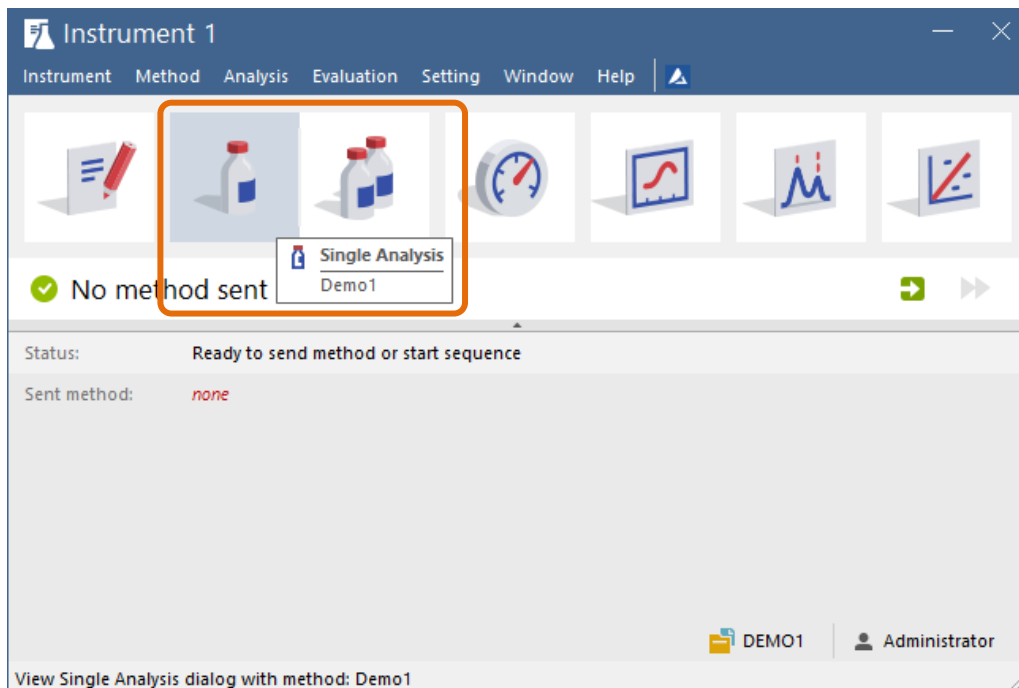 Instrument 1
Instrument Method Analysis Evaluation Setting Window Help
Single Analysis
Demo1
No method sent
Status: Ready to send method or start sequence
Sent method: none
DEMO1 Administrator
View Single Analysis dialog with method: Demo1